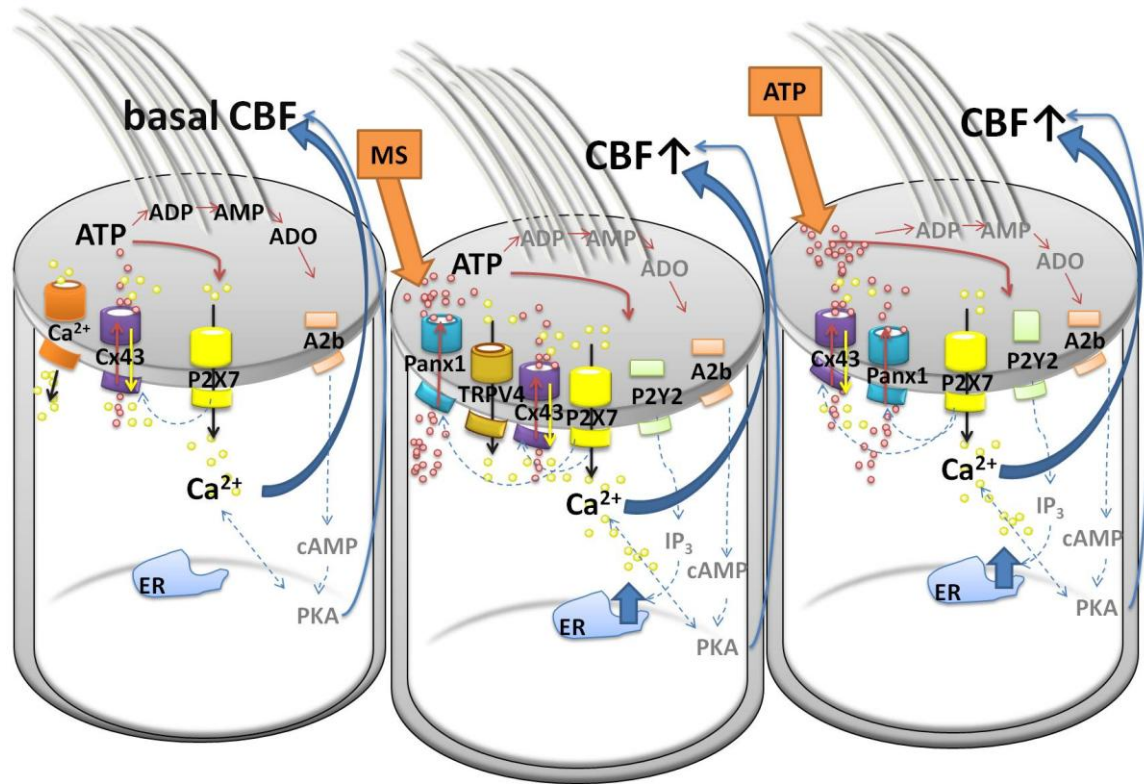 basal CBF
ADP
AMP
ATP
ADO
Ca²⁺
Cx43
P2X7
A2b
Ca²⁺
cAMP
ER
PKA
MS
CBF↑
ATP
ADP
AMP
ADO
Panx1
TRPV4
Cx43
P2X7
P2Y2
A2b
Ca²⁺
IP₃
cAMP
ER
PKA
ATP
CBF↑
ADP
AMP
ADO
Cx43
Panx1
P2X7
P2Y2
A2b
Ca²⁺
IP₃
cAMP
ER
PKA